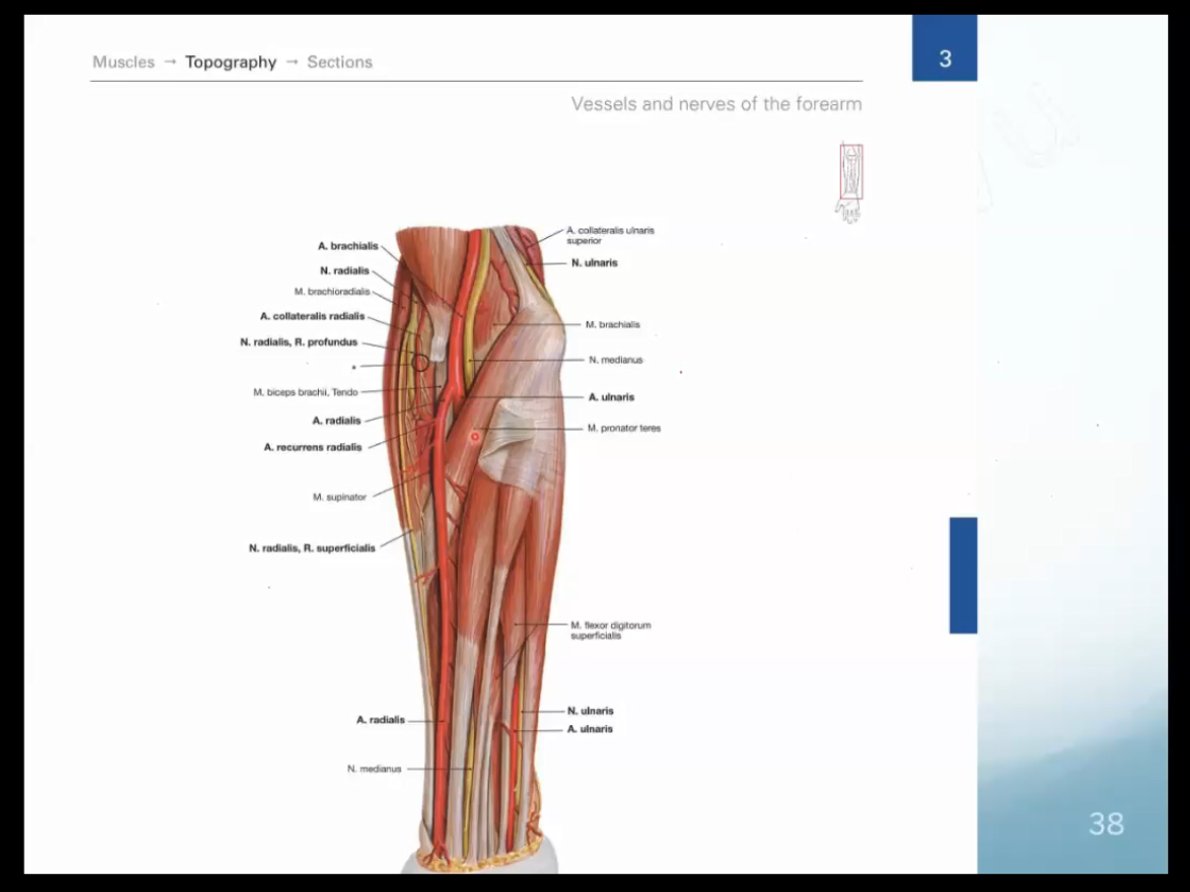 Muscles → Topography → Sections
3
Vessels and nerves of the forearm
A. brachialis
N. radialis
M. brachioradialis
A. collateralis radialis
N. radialis, R. profundus
*
M. biceps brachii, Tendo
A. radialis
A. recurrens radialis
M. supinator
N. radialis, R. superficialis
A. radialis
N. medianus
A. collateralis ulnaris
superior
N. ulnaris
M. brachialis
N. medianus
A. ulnaris
M. pronator teres
M. flexor digitorum
superficialis
N. ulnaris
A. ulnaris
38